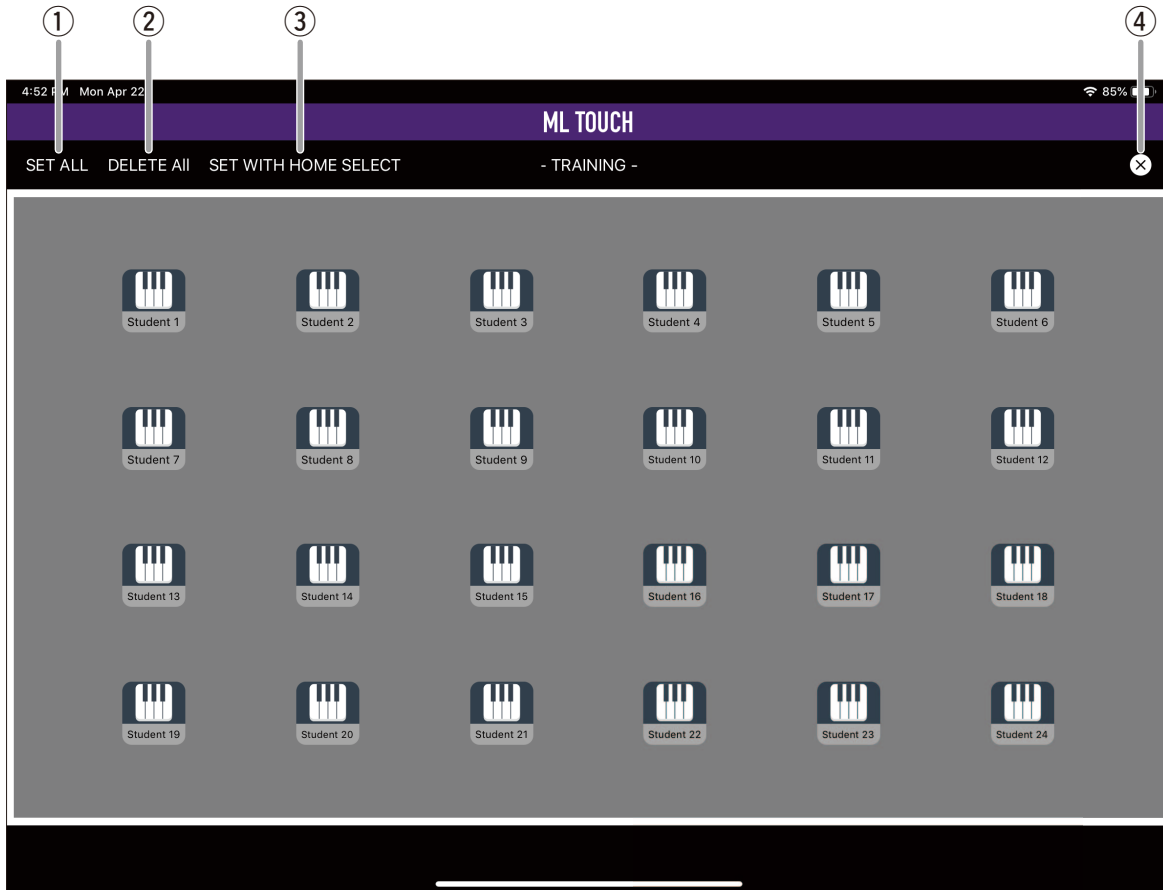 ① ② ③ ④
4:52 PM Mon Apr 22 85%
ML TOUCH
SET ALL DELETE All SET WITH HOME SELECT - TRAINING -
Student 1 Student 2 Student 3 Student 4 Student 5 Student 6
Student 7 Student 8 Student 9 Student 10 Student 11 Student 12
Student 13 Student 14 Student 15 Student 16 Student 17 Student 18
Student 19 Student 20 Student 21 Student 22 Student 23 Student 24